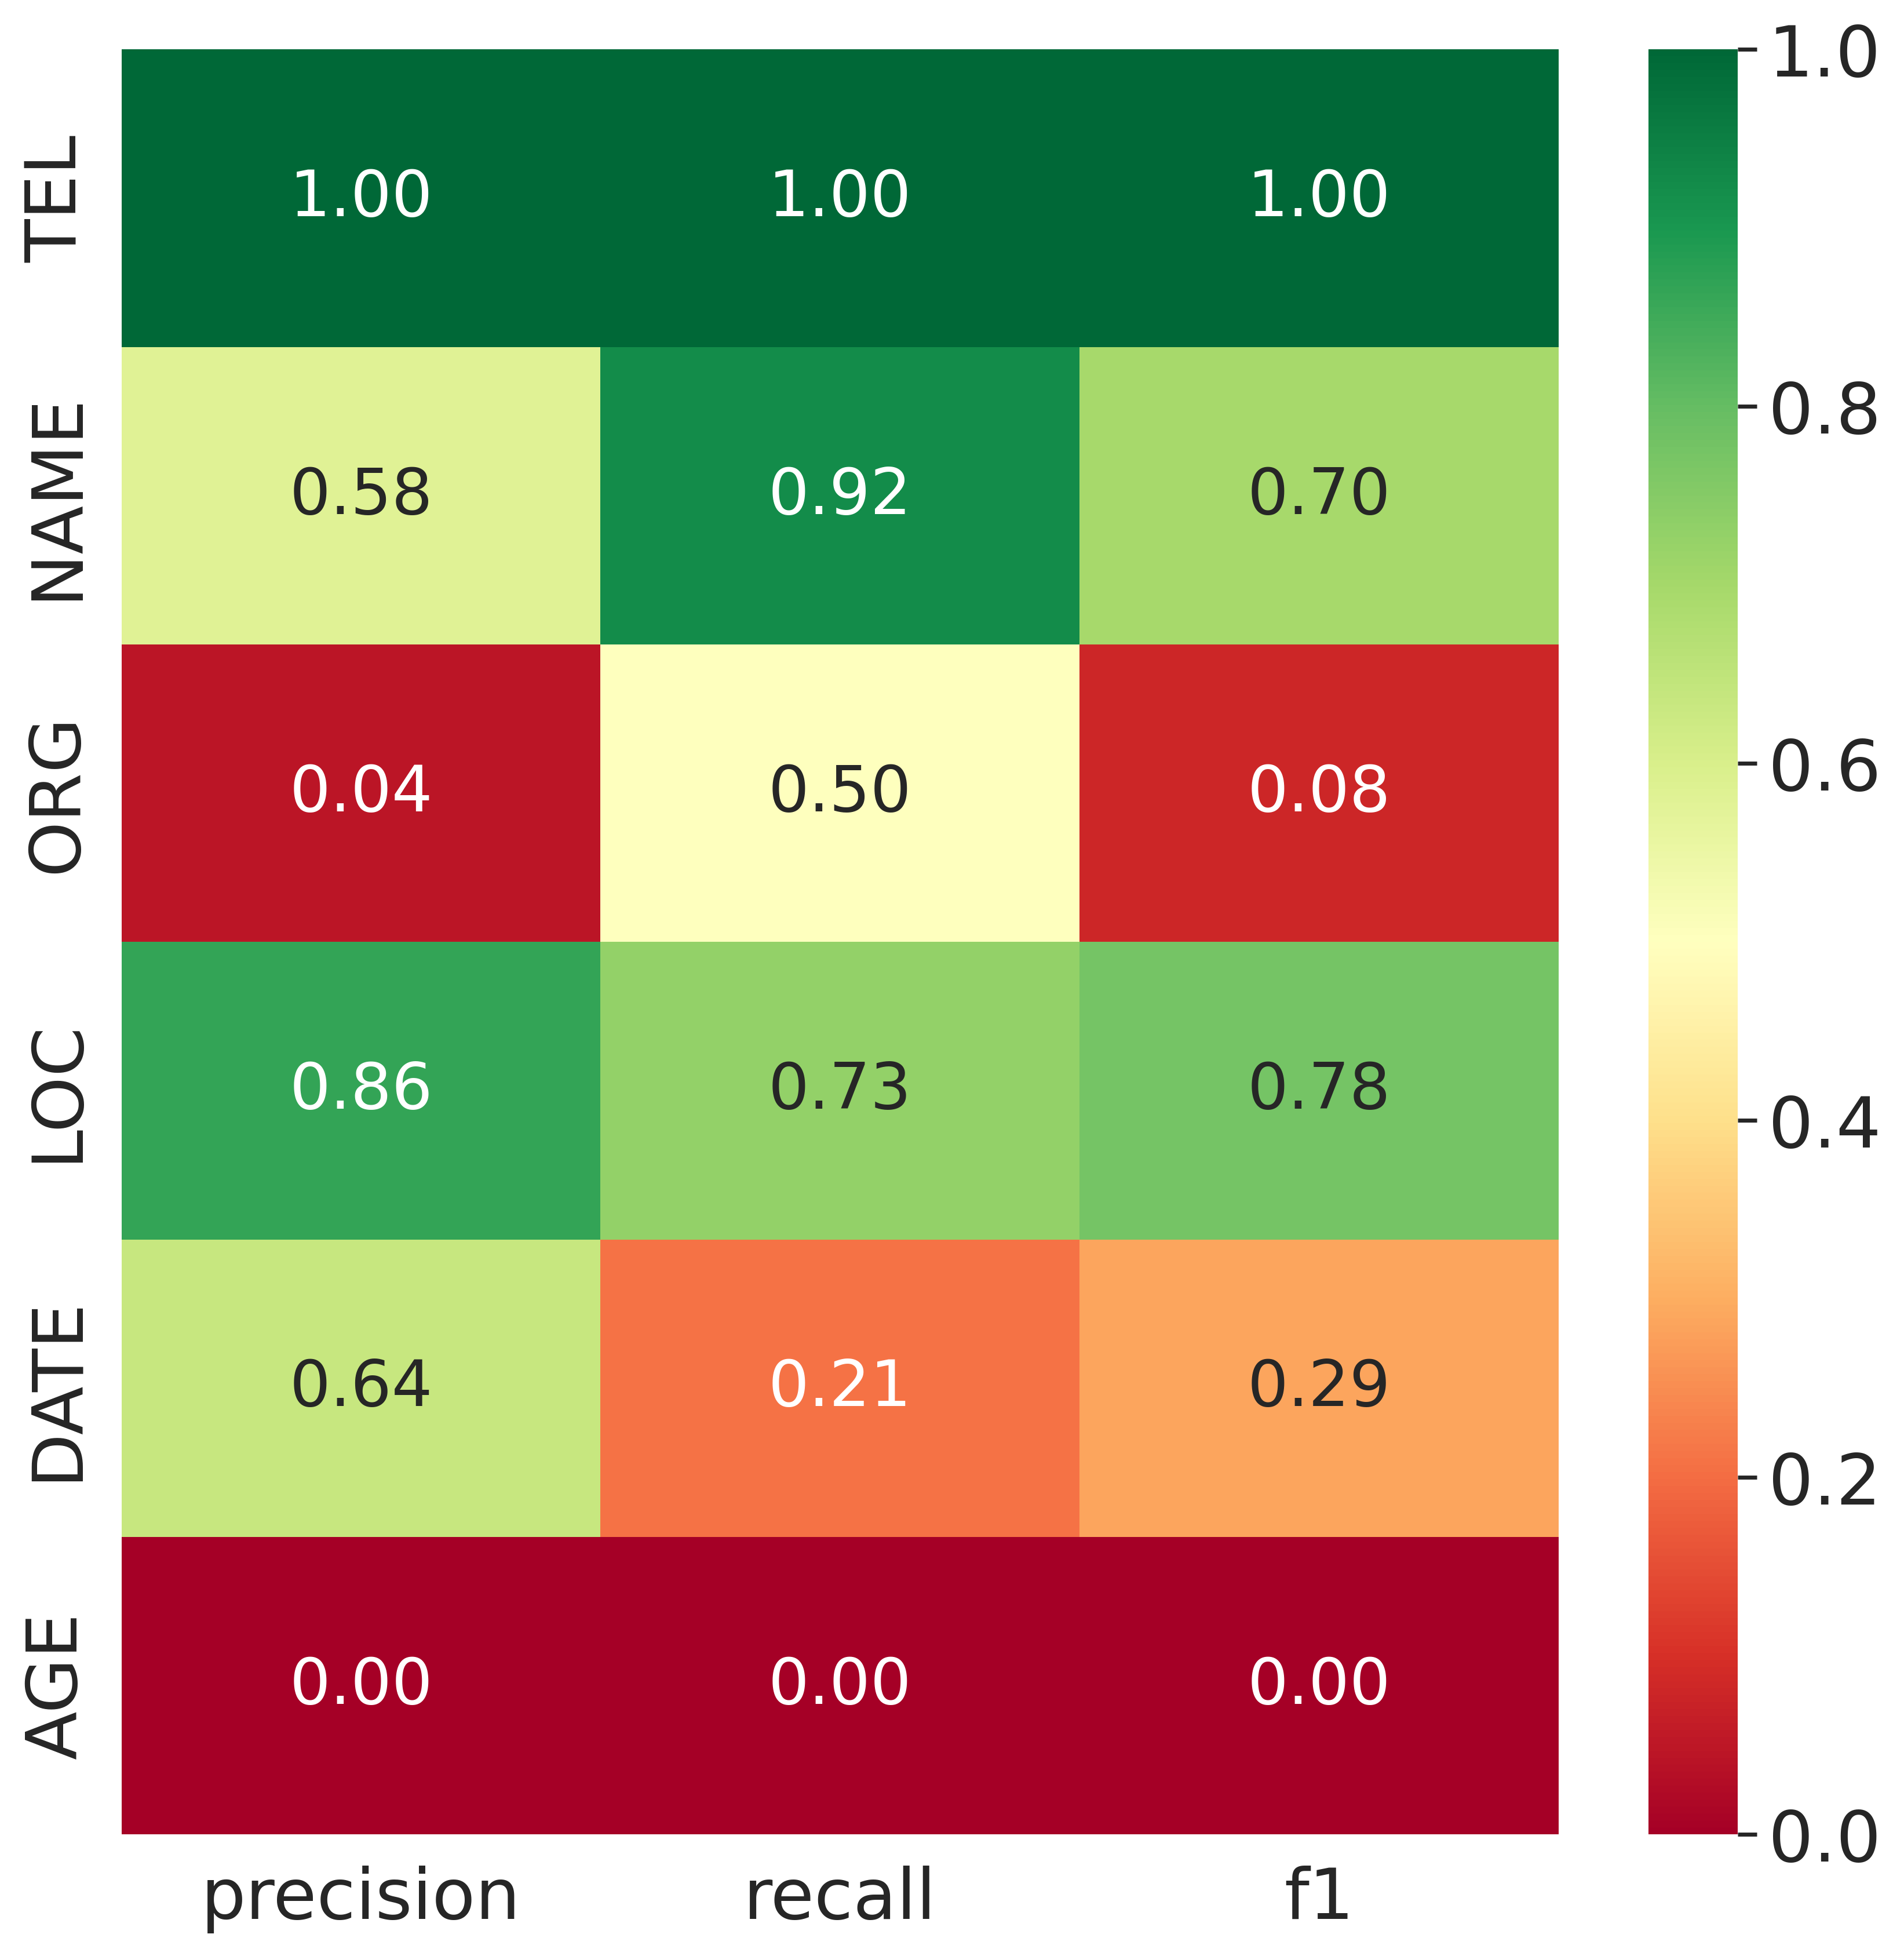 TEL 1.00 1.00 1.00
NAME 0.58 0.92 0.70
ORG 0.04 0.50 0.08
LOC 0.86 0.73 0.78
DATE 0.64 0.21 0.29
AGE 0.00 0.00 0.00
precision recall f1
1.0
0.8
0.6
0.4
0.2
0.0